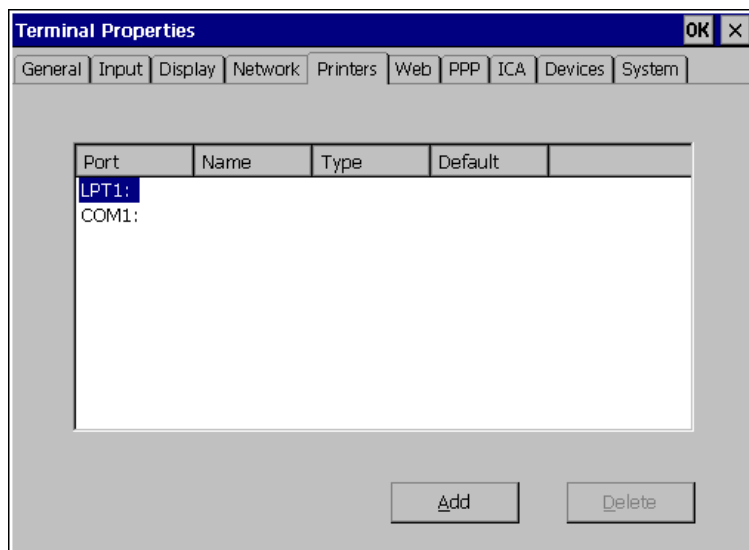 Terminal Properties OK ×
General Input Display Network Printers Web PPP ICA Devices System
Port Name Type Default
LPT1:
COM1:
Add Delete